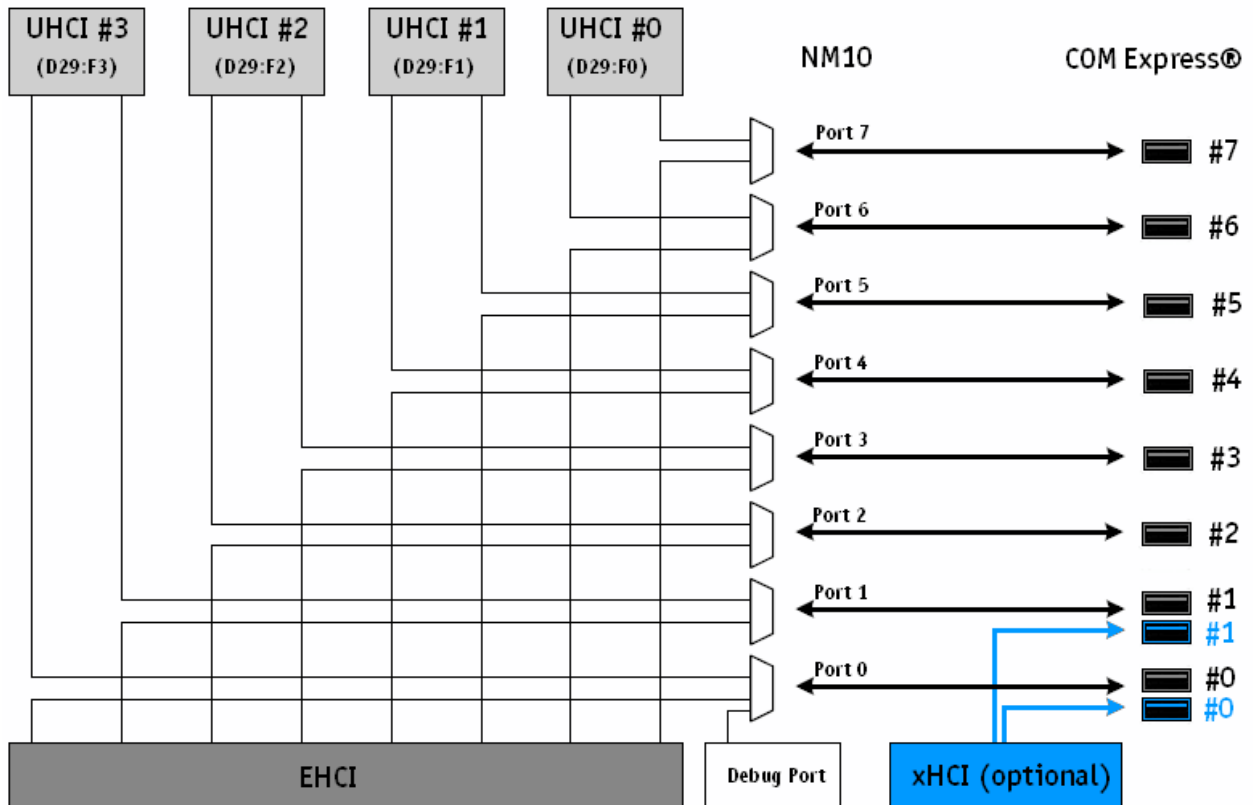 UHCI #3
(D29:F3)
UHCI #2
(D29:F2)
UHCI #1
(D29:F1)
UHCI #0
(D29:F0)
NM10
COM Express®
Port 7
#7
Port 6
#6
Port 5
#5
Port 4
#4
Port 3
#3
Port 2
#2
Port 1
#1
#1
Port 0
#0
#0
EHCI
Debug Port
xHCI (optional)